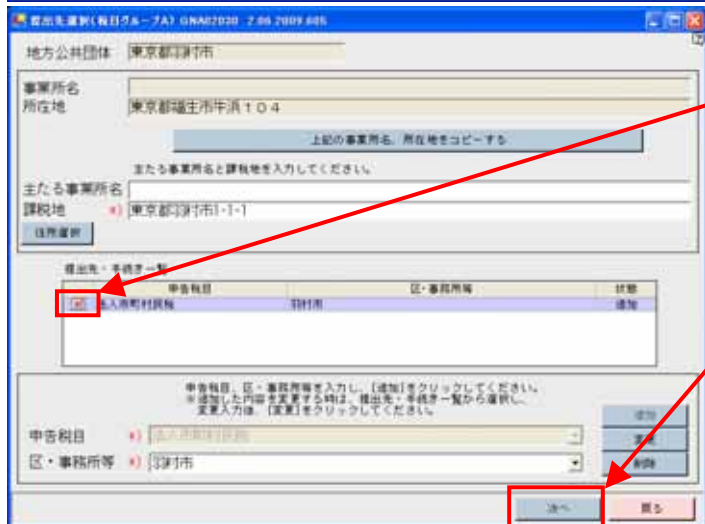 提出先選択(税目グループA) GNA02030 2.06.2009.605
地方公共団体 東京都羽村市
事業所名
所在地 東京都福生市牛浜104
上記の事業所名、所在地をコピーする
主たる事業所名と課税地を入力してください。
主たる事業所名
課税地 *) 東京都羽村市1-1-1
住所選択
提出先・手続き一覧
申告税目 区・事務所等 状態
法人市町村民税 羽村市 追加
申告税目、区・事務所等を入力し、[追加]をクリックしてください。
※追加した内容を変更する時は、提出先・手続き一覧から選択し、
変更入力後、[変更]をクリックしてください。
追加
申告税目 *) 法人市町村民税 変更
区・事務所等 *) 羽村市 削除
次へ 戻る